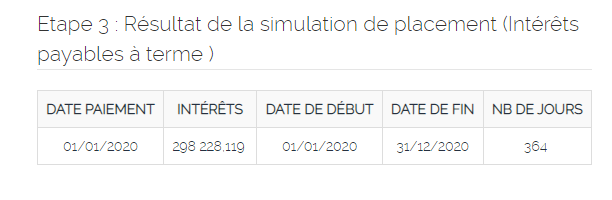 Etape 3 : Résultat de la simulation de placement (Intérêts
payables à terme )
DATE PAIEMENT INTÉRÊTS DATE DE DÉBUT DATE DE FIN NB DE JOURS
01/01/2020 298 228,119 01/01/2020 31/12/2020 364